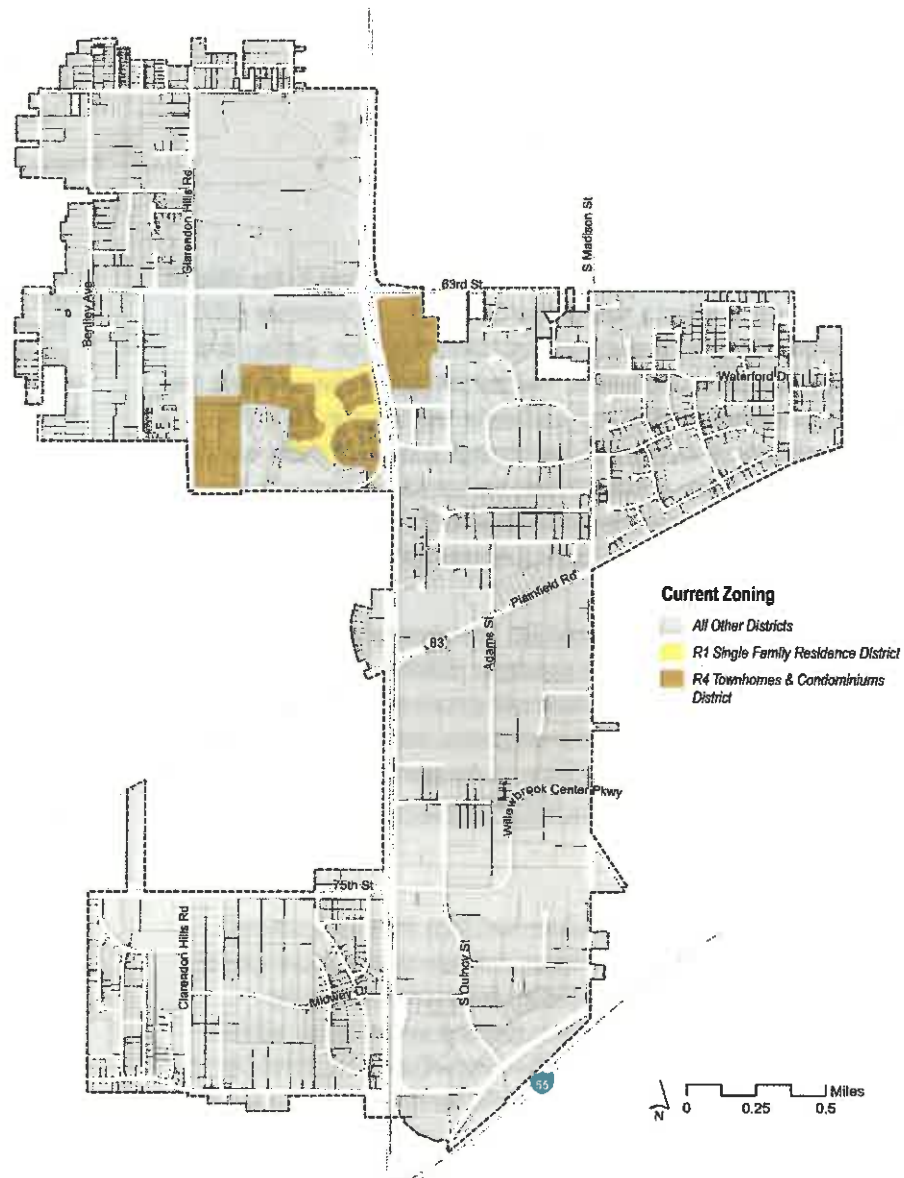 Clarendon Hills Rd
S Madison St
63rd St
Bentley Ave
Waterford Dr
Plainfield Rd
83
Adams St
Current Zoning
All Other Districts
R1 Single Family Residence District
R4 Townhomes & Condominiums
District
Willowbrook Center Pkwy
75th St
Clarendon Hills Rd
S Quincy St
Midway Dr
55
N
Miles
0 0.25 0.5